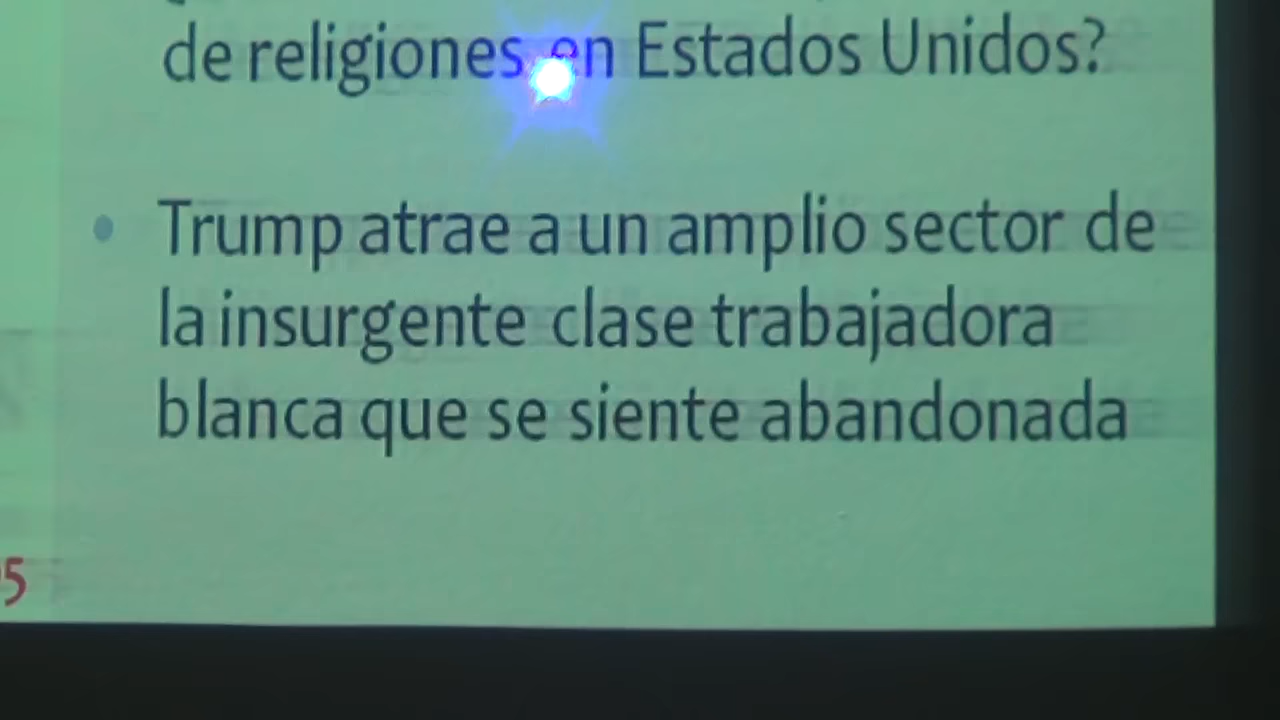 de religiones en Estados Unidos?
• Trump atrae a un amplio sector de
la insurgente clase trabajadora
blanca que se siente abandonada
5